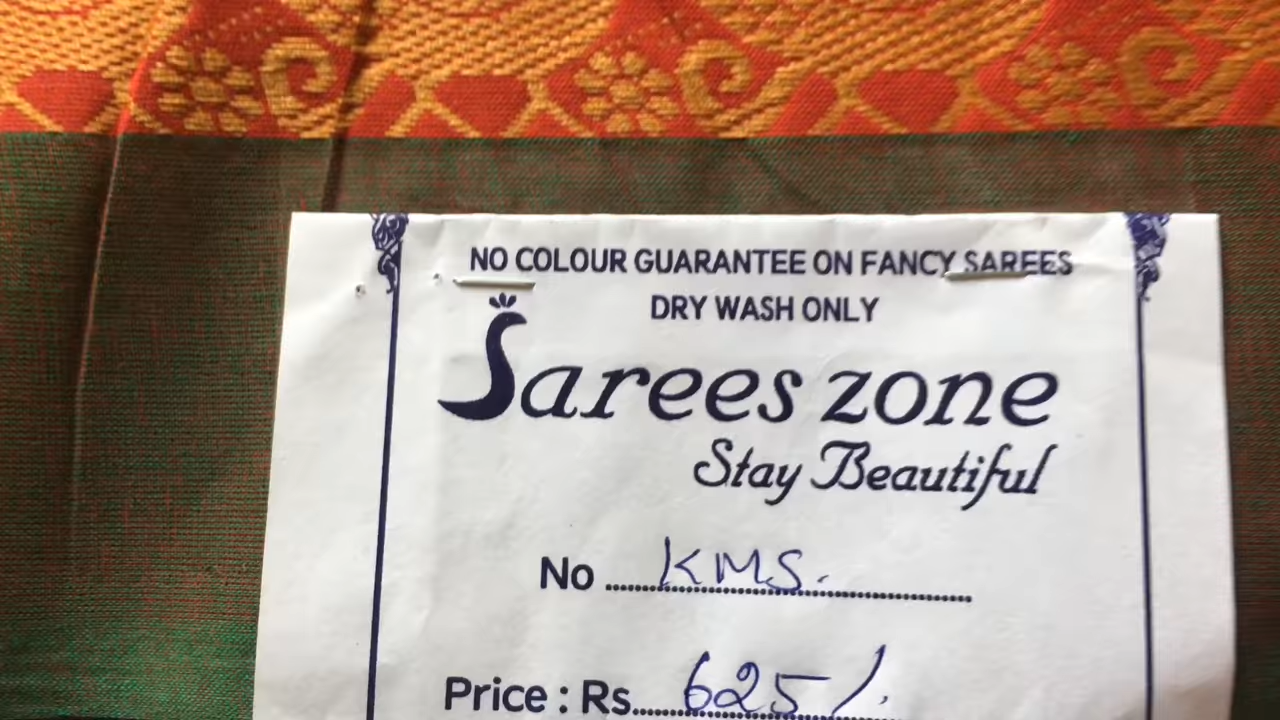 NO COLOUR GUARANTEE ON FANCY SAREES
DRY WASH ONLY
Sarees zone
Stay Beautiful
No ........ KMS. ........
Price : Rs..... 625/.